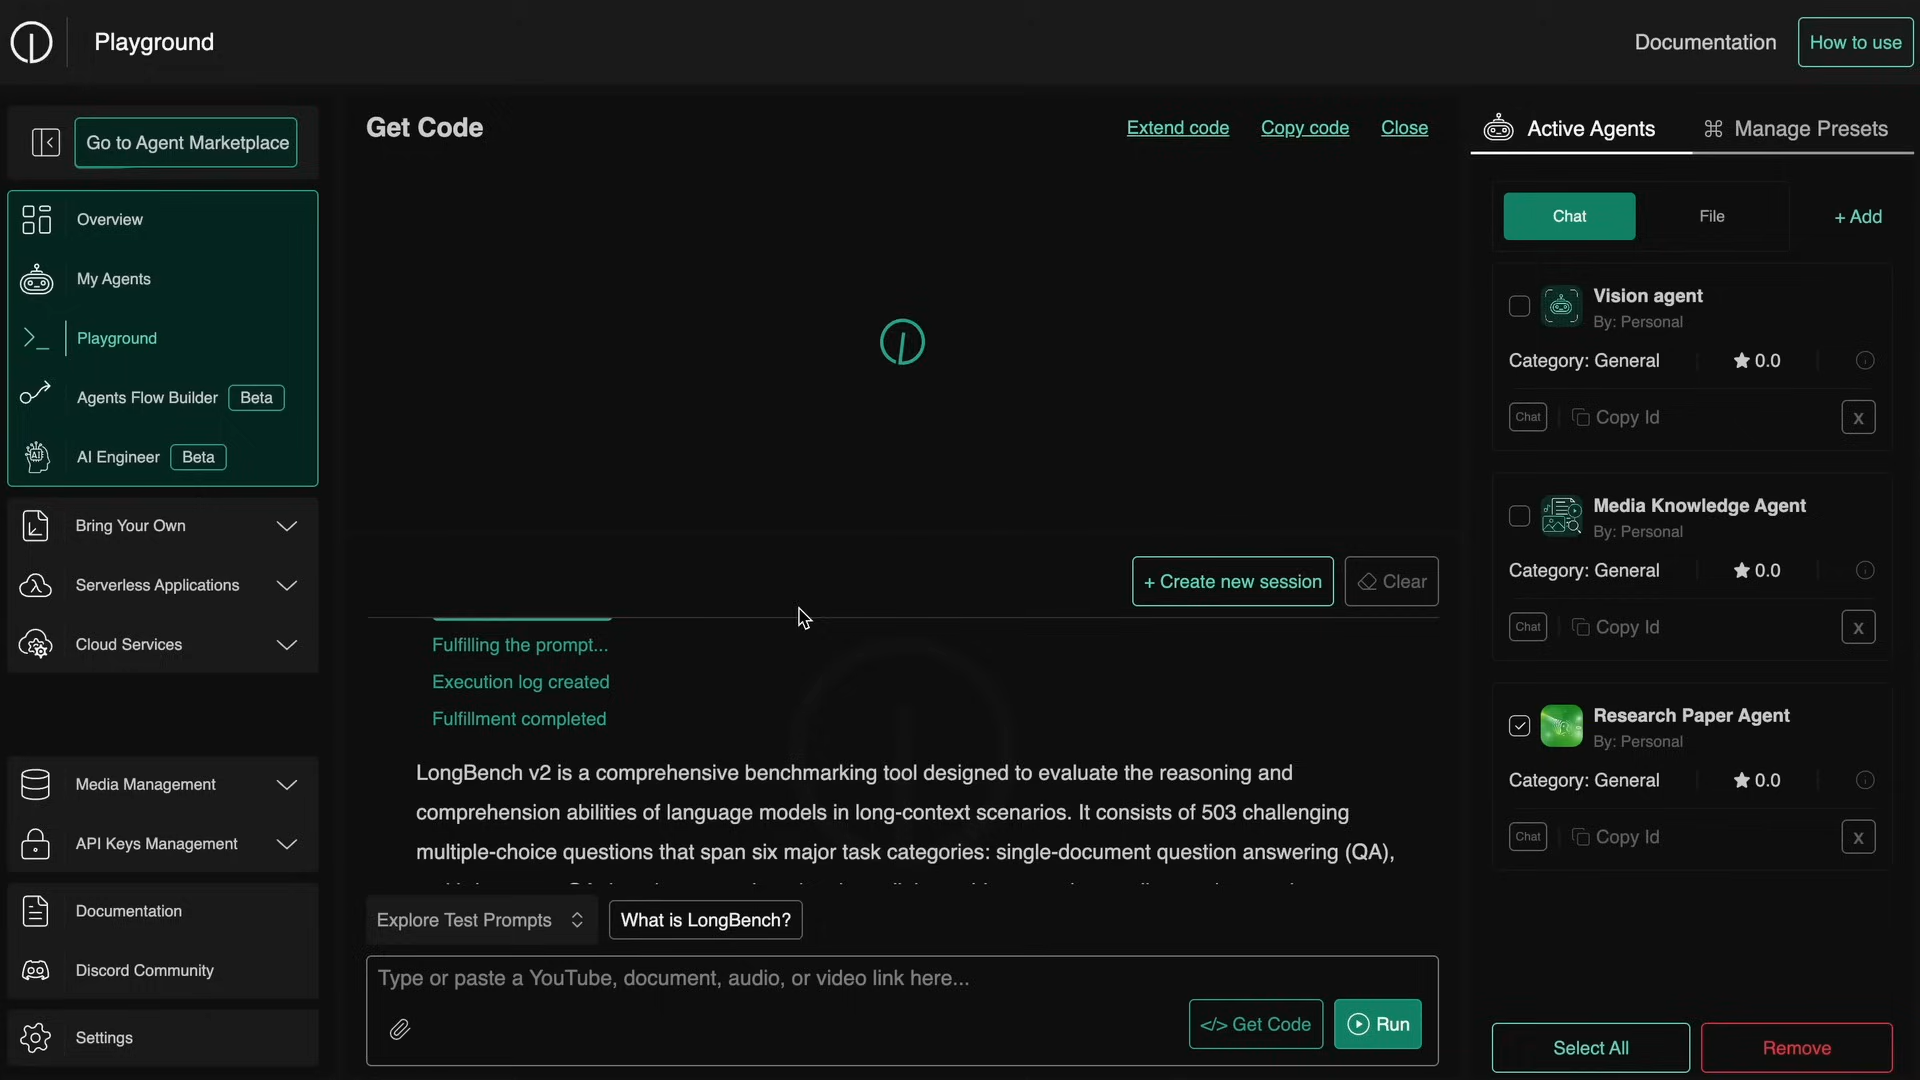 Playground
Documentation
How to use
Go to Agent Marketplace
Overview
My Agents
Playground
Agents Flow Builder Beta
AI Engineer Beta
Bring Your Own
Serverless Applications
Cloud Services
Media Management
API Keys Management
Documentation
Discord Community
Settings
Get Code
Extend code
Copy code
Close
+ Create new session
Clear
Fulfilling the prompt...
Execution log created
Fulfillment completed
LongBench v2 is a comprehensive benchmarking tool designed to evaluate the reasoning and
comprehension abilities of language models in long-context scenarios. It consists of 503 challenging
multiple-choice questions that span six major task categories: single-document question answering (QA),
Explore Test Prompts
What is LongBench?
Type or paste a YouTube, document, audio, or video link here...
</> Get Code
Run
Active Agents
Manage Presets
Chat
File
+ Add
Vision agent
By: Personal
Category: General
0.0
Chat
Copy Id
X
Media Knowledge Agent
By: Personal
Category: General
0.0
Chat
Copy Id
X
Research Paper Agent
By: Personal
Category: General
0.0
Chat
Copy Id
X
Select All
Remove